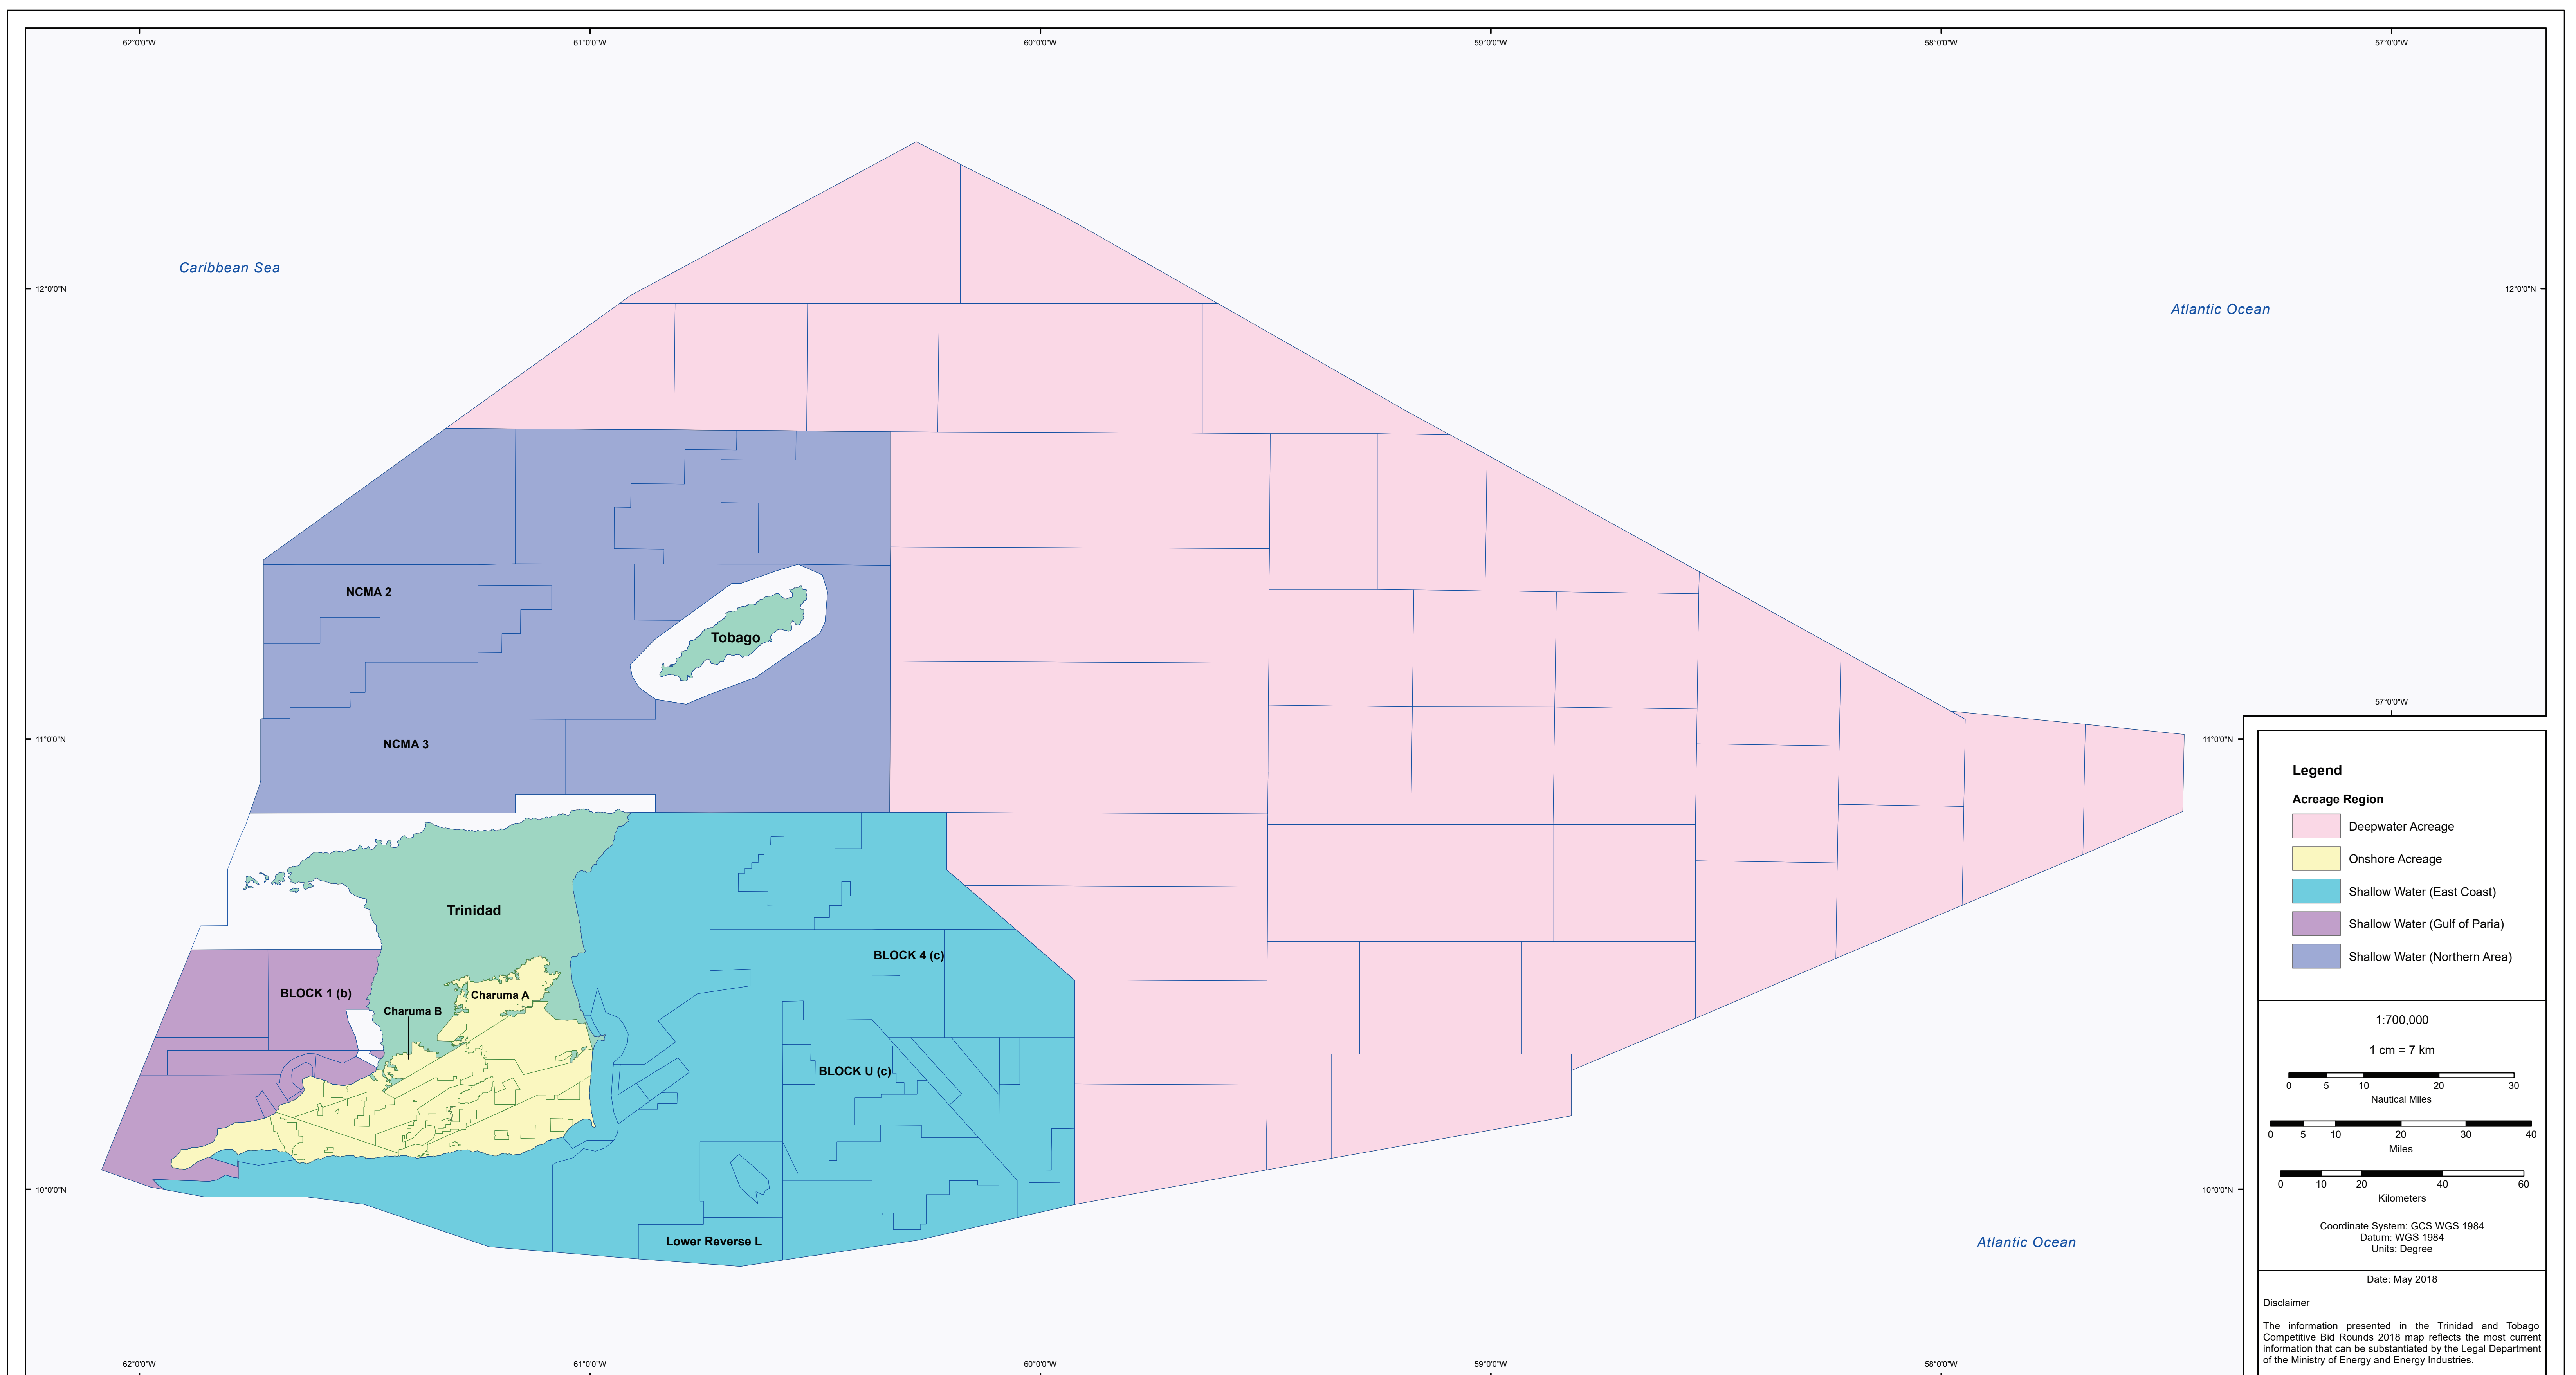 62°0'0"W 61°0'0"W 60°0'0"W 59°0'0"W 58°0'0"W 57°0'0"W
Caribbean Sea
12°0'0"N 12°0'0"N
Atlantic Ocean
NCMA 2
Tobago
57°0'0"W
11°0'0"N 11°0'0"N
NCMA 3
Trinidad
BLOCK 4 (c)
BLOCK 1 (b)
Charuma A
Charuma B
BLOCK U (c)
10°0'0"N 10°0'0"N
Lower Reverse L
Atlantic Ocean
62°0'0"W 61°0'0"W 60°0'0"W 59°0'0"W 58°0'0"W
Legend
Acreage Region
Deepwater Acreage
Onshore Acreage
Shallow Water (East Coast)
Shallow Water (Gulf of Paria)
Shallow Water (Northern Area)
1:700,000
1 cm = 7 km
0 5 10 20 30
Nautical Miles
0 5 10 20 30 40
Miles
0 10 20 40 60
Kilometers
Coordinate System: GCS WGS 1984
Datum: WGS 1984
Units: Degree
Date: May 2018
Disclaimer
The information presented in the Trinidad and Tobago
Competitive Bid Rounds 2018 map reflects the most current
information that can be substantiated by the Legal Department
of the Ministry of Energy and Energy Industries.